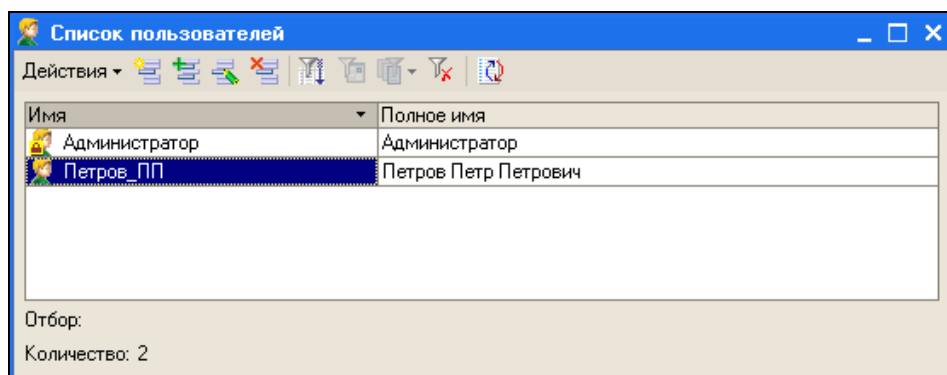 Список пользователей
Действия
Имя Полное имя
Администратор Администратор
Петров_ПП Петров Петр Петрович
Отбор:
Количество: 2